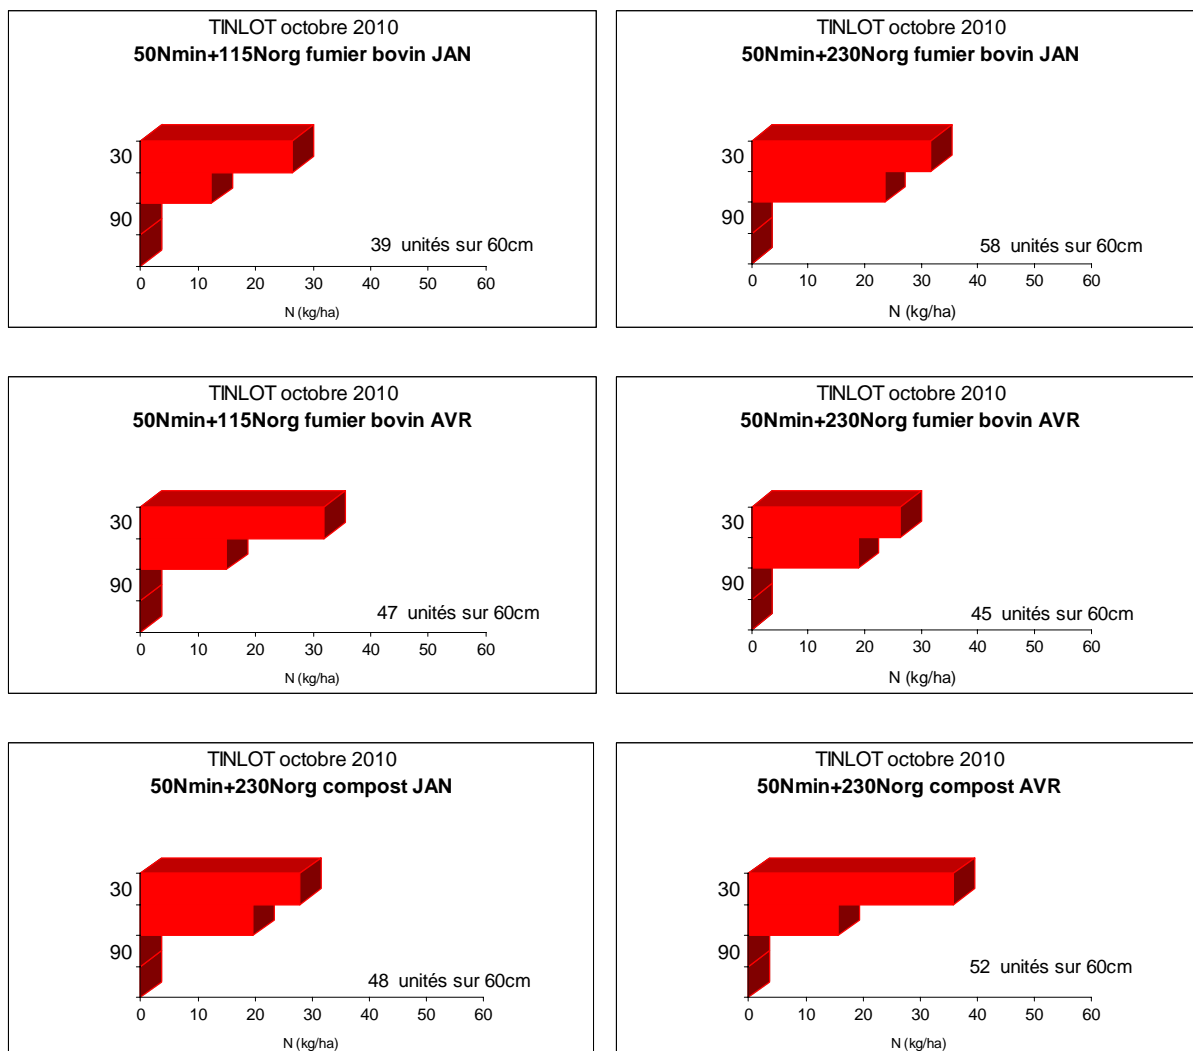 TINLOT octobre 2010
50Nmin+115Norg fumier bovin JAN
30
90
39 unités sur 60cm
0 10 20 30 40 50 60
N (kg/ha)
TINLOT octobre 2010
50Nmin+230Norg fumier bovin JAN
30
90
58 unités sur 60cm
0 10 20 30 40 50 60
N (kg/ha)
TINLOT octobre 2010
50Nmin+115Norg fumier bovin AVR
30
90
47 unités sur 60cm
0 10 20 30 40 50 60
N (kg/ha)
TINLOT octobre 2010
50Nmin+230Norg fumier bovin AVR
30
90
45 unités sur 60cm
0 10 20 30 40 50 60
N (kg/ha)
TINLOT octobre 2010
50Nmin+230Norg compost JAN
30
90
48 unités sur 60cm
0 10 20 30 40 50 60
N (kg/ha)
TINLOT octobre 2010
50Nmin+230Norg compost AVR
30
90
52 unités sur 60cm
0 10 20 30 40 50 60
N (kg/ha)